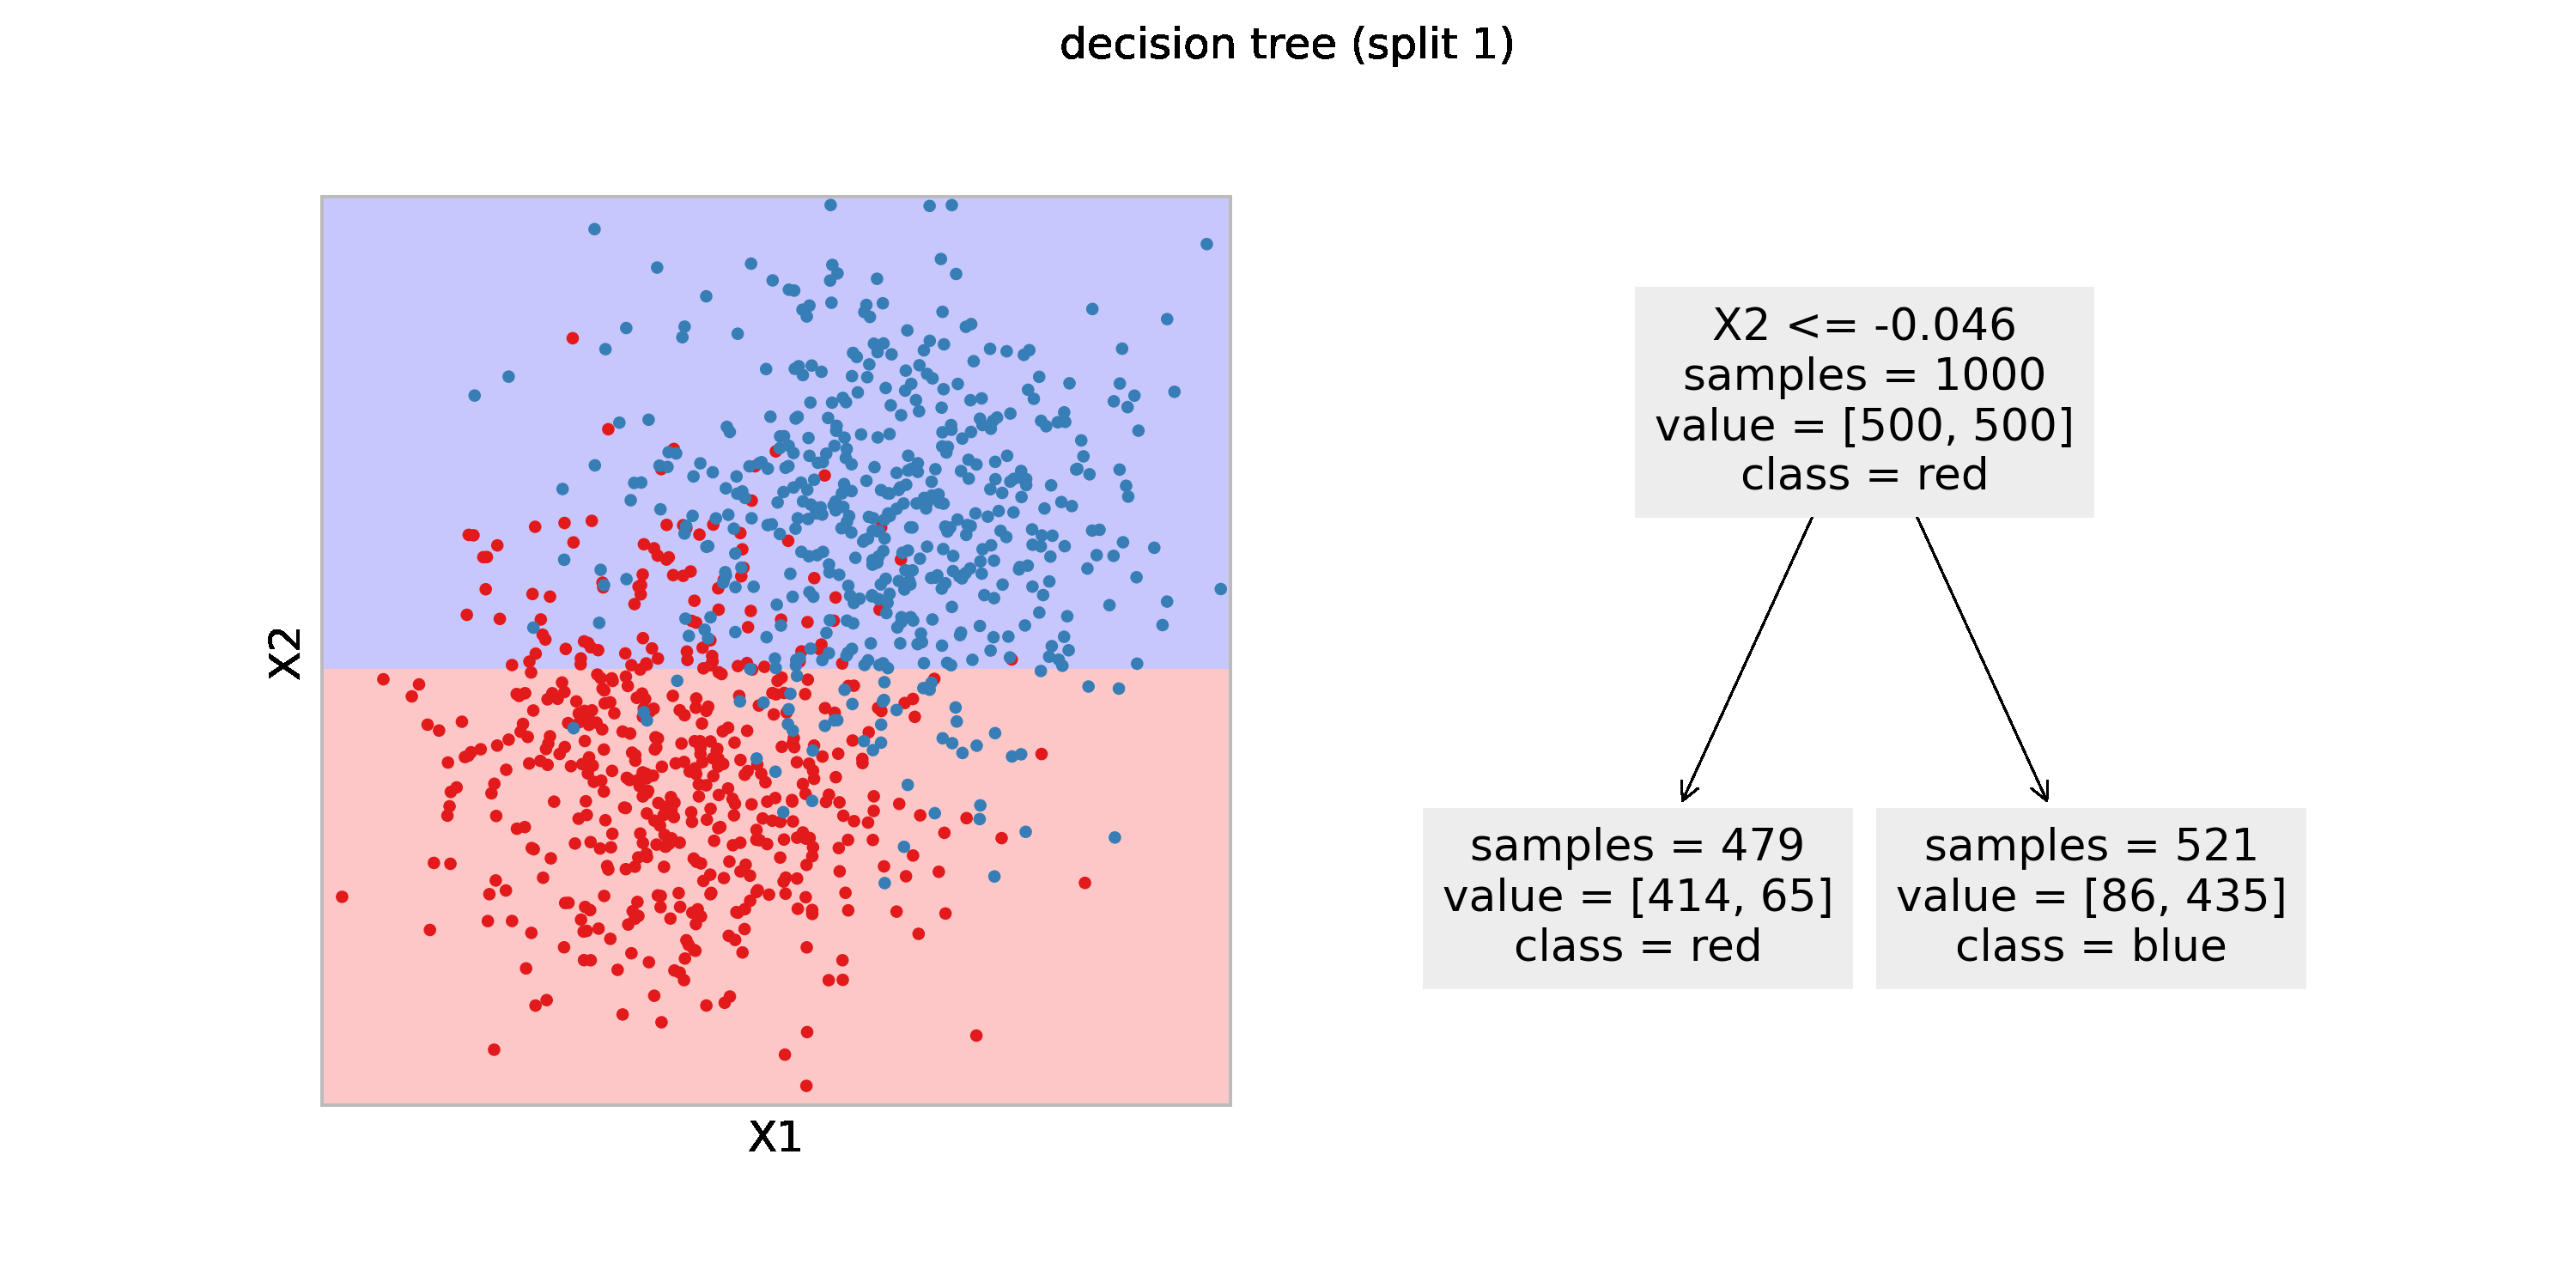 decision tree (split 1)
X2
X1
X2 <= -0.046
samples = 1000
value = [500, 500]
class = red
samples = 479
value = [414, 65]
class = red
samples = 521
value = [86, 435]
class = blue